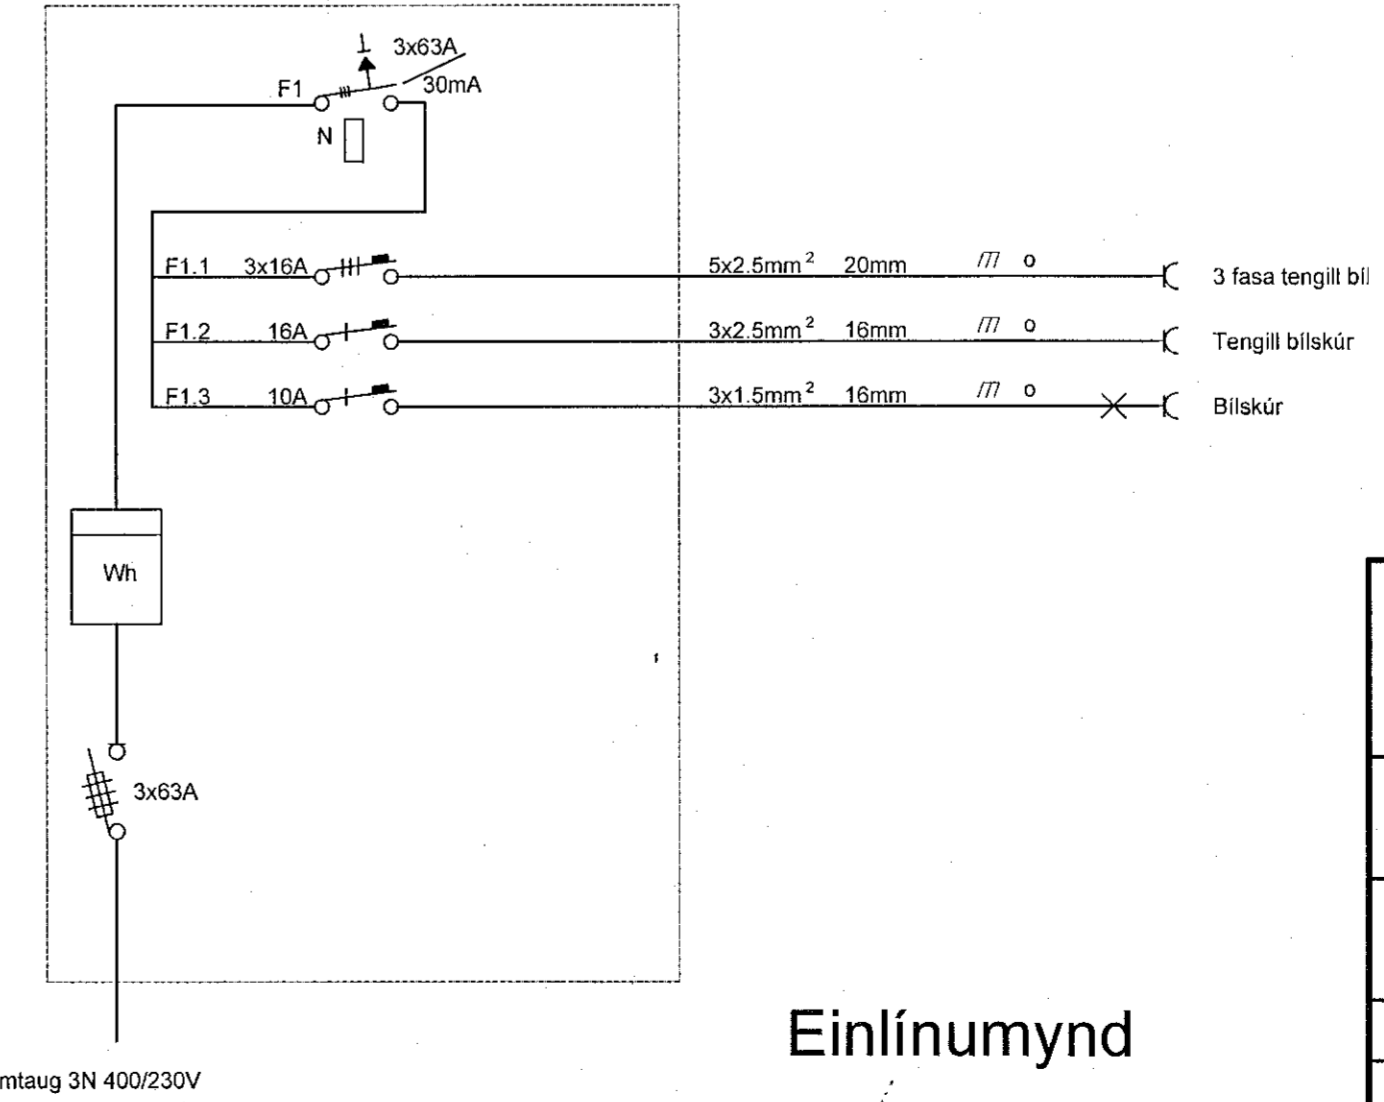 3x63A
F1 30mA
N
F1.1 3x16A 5x2.5mm² 20mm 3 fasa tengill bíl
F1.2 16A 3x2.5mm² 16mm Tengill bílskúr
F1.3 10A 3x1.5mm² 16mm Bílskúr
Wh
3x63A
Einlínumynd
mtaug 3N 400/230V